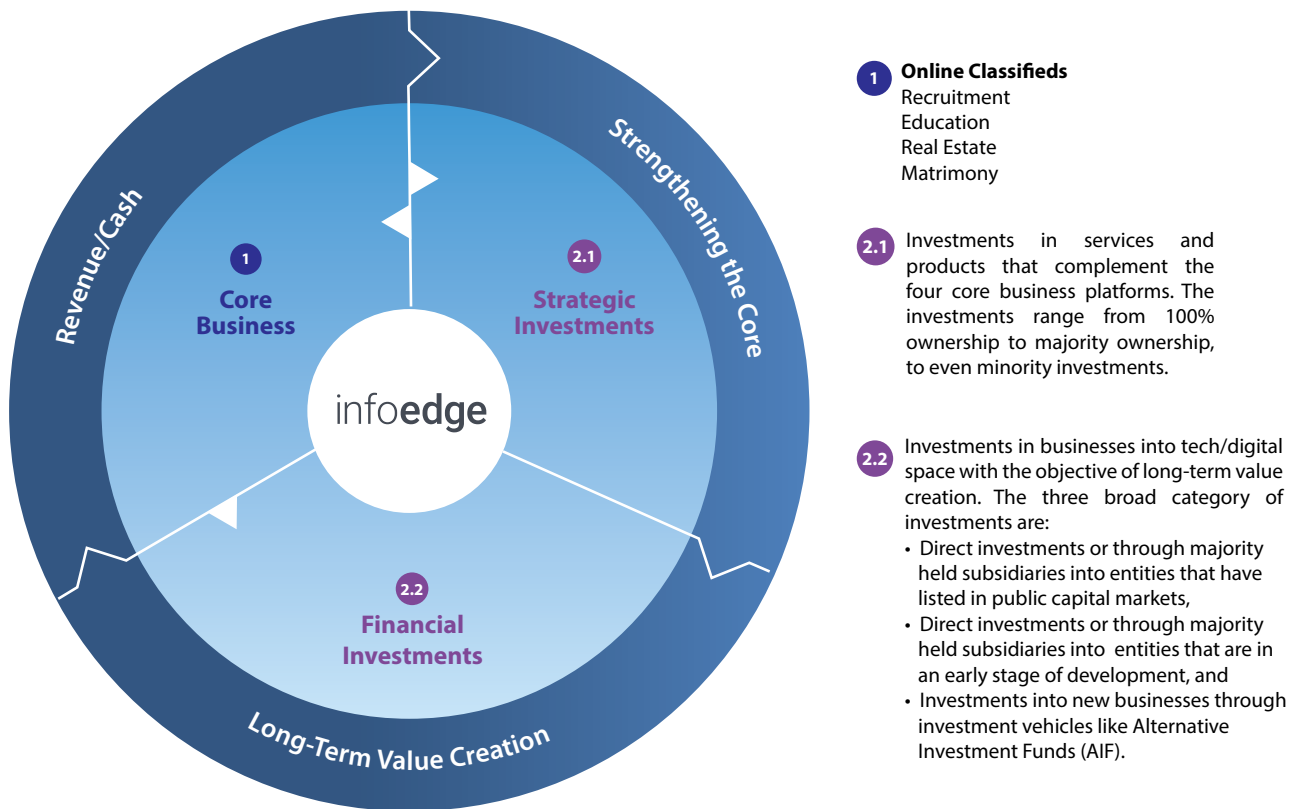 Revenue/Cash
Strengthening the Core
Long-Term Value Creation
1
Core
Business
2.1
Strategic
Investments
infoedge
2.2
Financial
Investments
1
Online Classifieds
Recruitment
Education
Real Estate
Matrimony
2.1
Investments in services and
products that complement the
four core business platforms. The
investments range from 100%
ownership to majority ownership,
to even minority investments.
2.2
Investments in businesses into tech/digital
space with the objective of long-term value
creation. The three broad category of
investments are:
• Direct investments or through majority
held subsidiaries into entities that have
listed in public capital markets,
• Direct investments or through majority
held subsidiaries into entities that are in
an early stage of development, and
• Investments into new businesses through
investment vehicles like Alternative
Investment Funds (AIF).